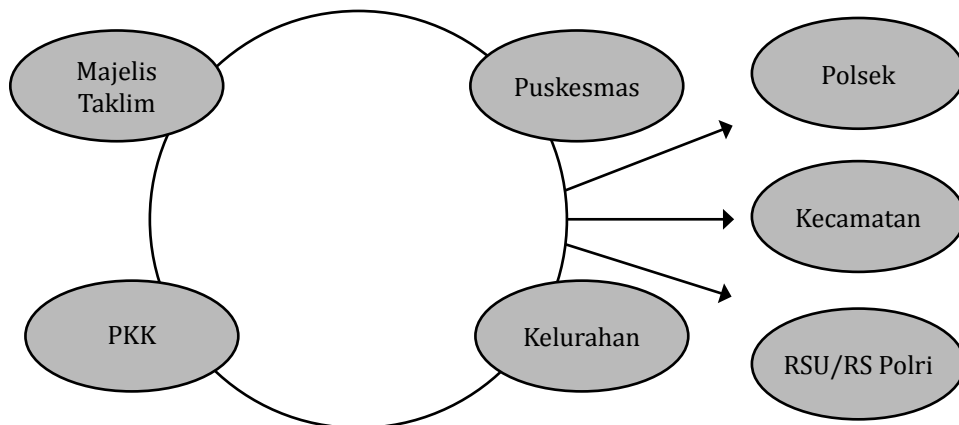 Majelis
Taklim
Puskesmas
Polsek
Kecamatan
PKK
Kelurahan
RSU/RS Polri